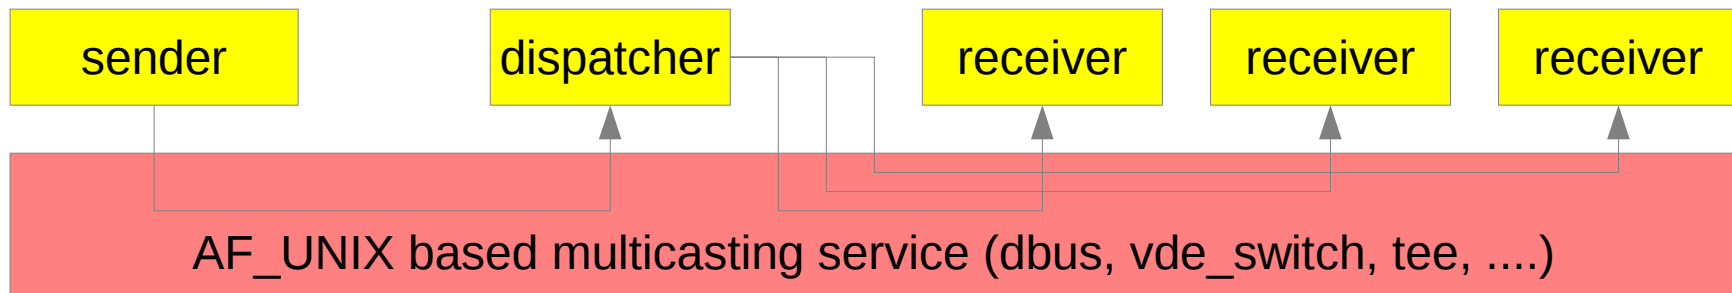 sender dispatcher receiver receiver receiver
AF_UNIX based multicasting service (dbus, vde_switch, tee, ....)